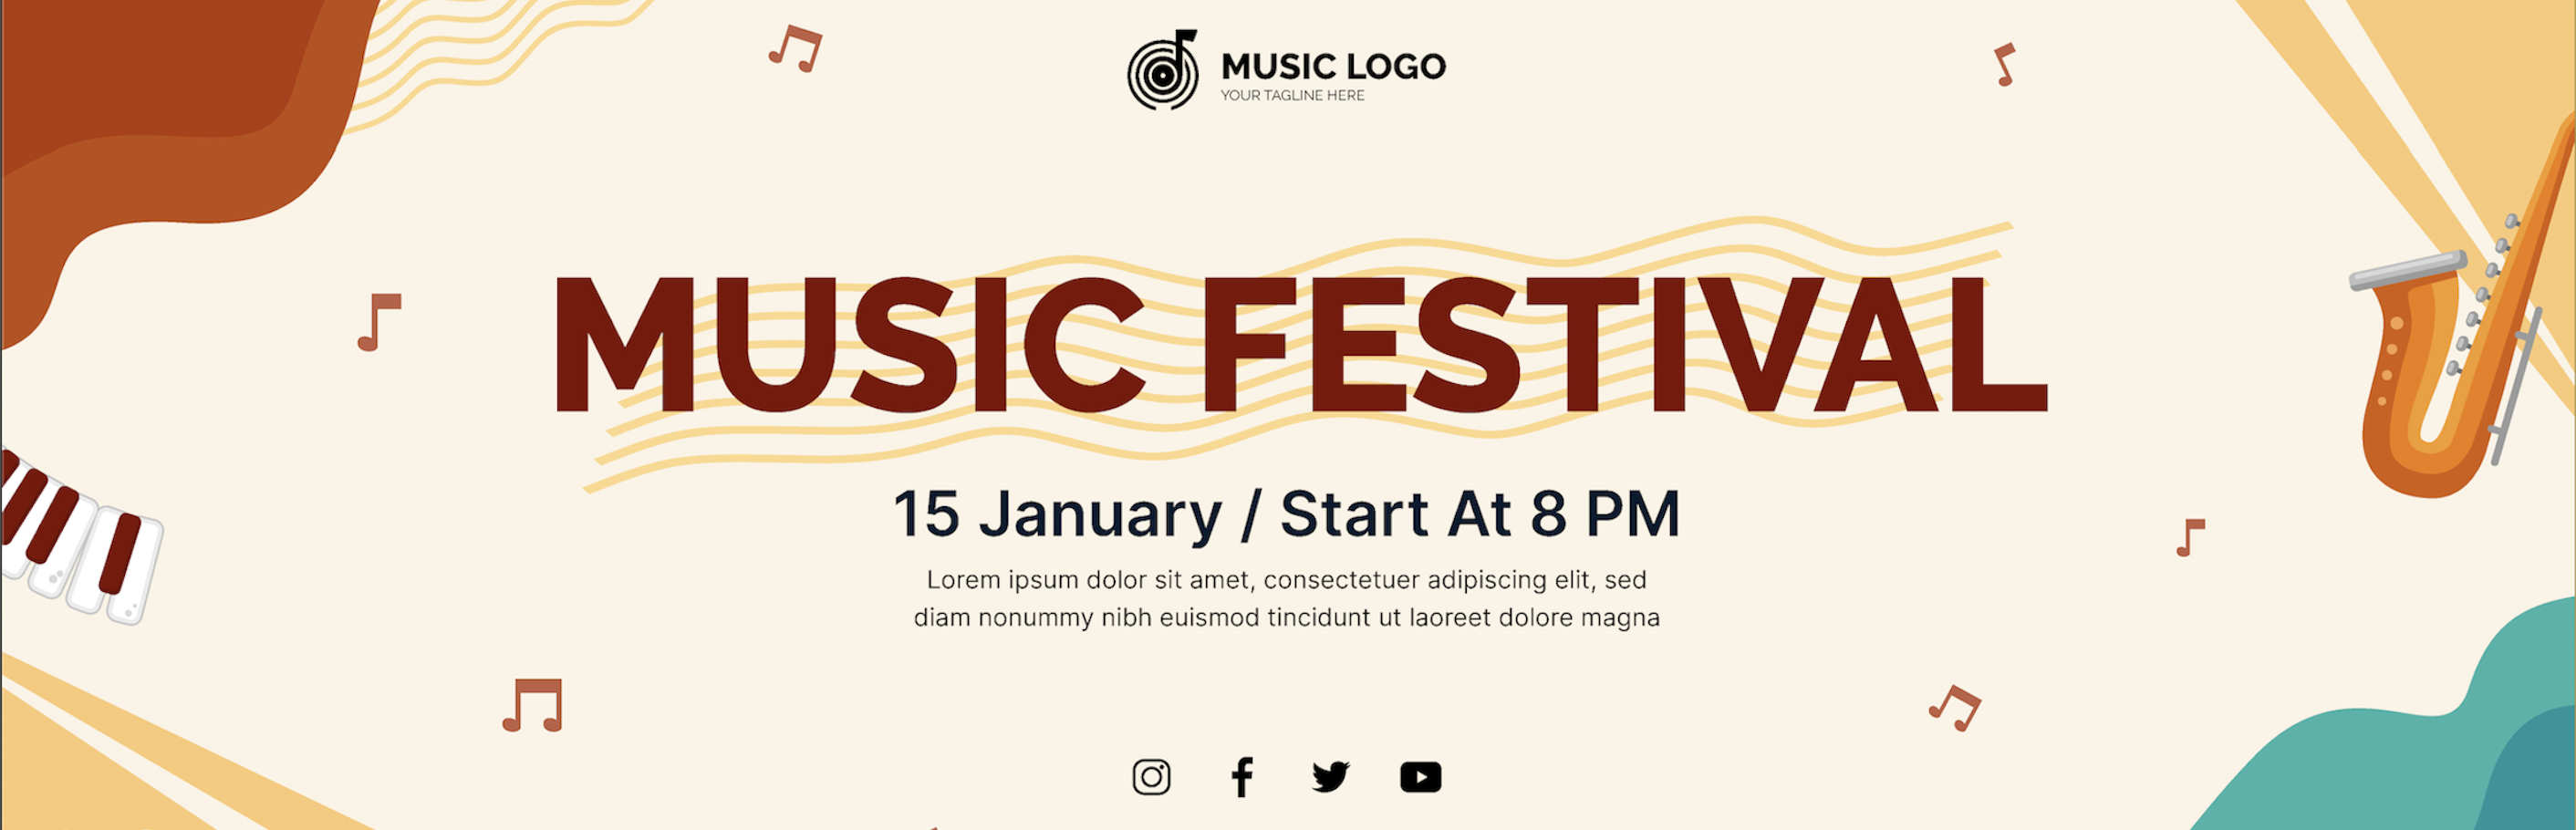 MUSIC LOGO
YOUR TAGLINE HERE
MUSIC FESTIVAL
15 January / Start At 8 PM
Lorem ipsum dolor sit amet, consectetuer adipiscing elit, sed
diam nonummy nibh euismod tincidunt ut laoreet dolore magna